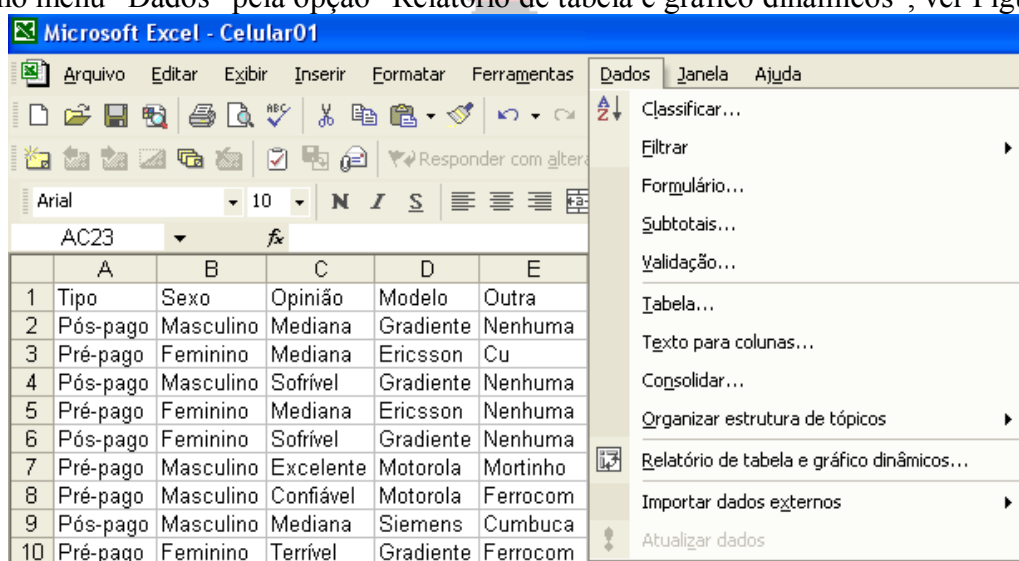 no menu "Dados" pela opção "Relatório de tabela e gráfico dinâmicos", ver Figu
Microsoft Excel - Celular01
Arquivo Editar Exibir Inserir Formatar Ferramentas Dados Janela Ajuda
Classificar...
Filtrar
Responder com altera
Formulário...
Arial 10 N I S
Subtotais...
AC23 fx
Validação...
A B C D E
1 Tipo Sexo Opinião Modelo Outra
Tabela...
2 Pós-pago Masculino Mediana Gradiente Nenhuma
Texto para colunas...
3 Pré-pago Feminino Mediana Ericsson Cu
4 Pós-pago Masculino Sofrível Gradiente Nenhuma
Consolidar...
5 Pré-pago Feminino Mediana Ericsson Nenhuma
Organizar estrutura de tópicos
6 Pós-pago Feminino Sofrível Gradiente Nenhuma
7 Pré-pago Masculino Excelente Motorola Mortinho
Relatório de tabela e gráfico dinâmicos...
8 Pré-pago Masculino Confiável Motorola Ferrocom
Importar dados externos
9 Pós-pago Masculino Mediana Siemens Cumbuca
Atualizar dados
10 Pré-pago Feminino Terrível Gradiente Ferrocom